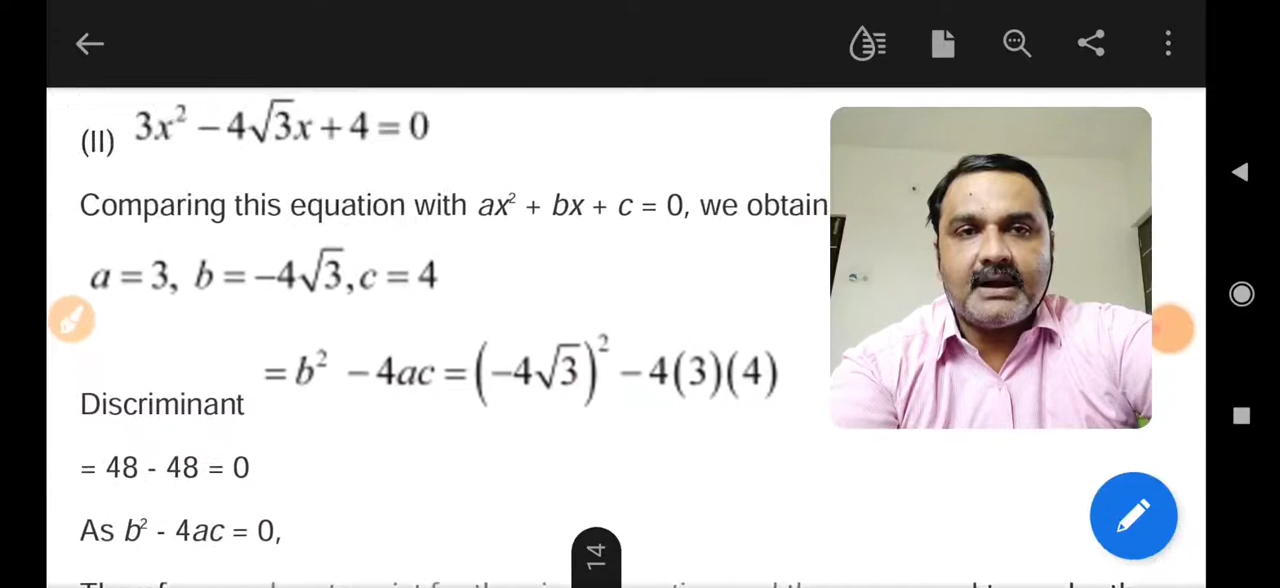 (II) 3x² − 4√3x + 4 = 0
Comparing this equation with ax² + bx + c = 0, we obtain
a = 3, b = −4√3, c = 4
Discriminant = b² − 4ac = (−4√3)² − 4(3)(4)
= 48 - 48 = 0
As b² - 4ac = 0,
14